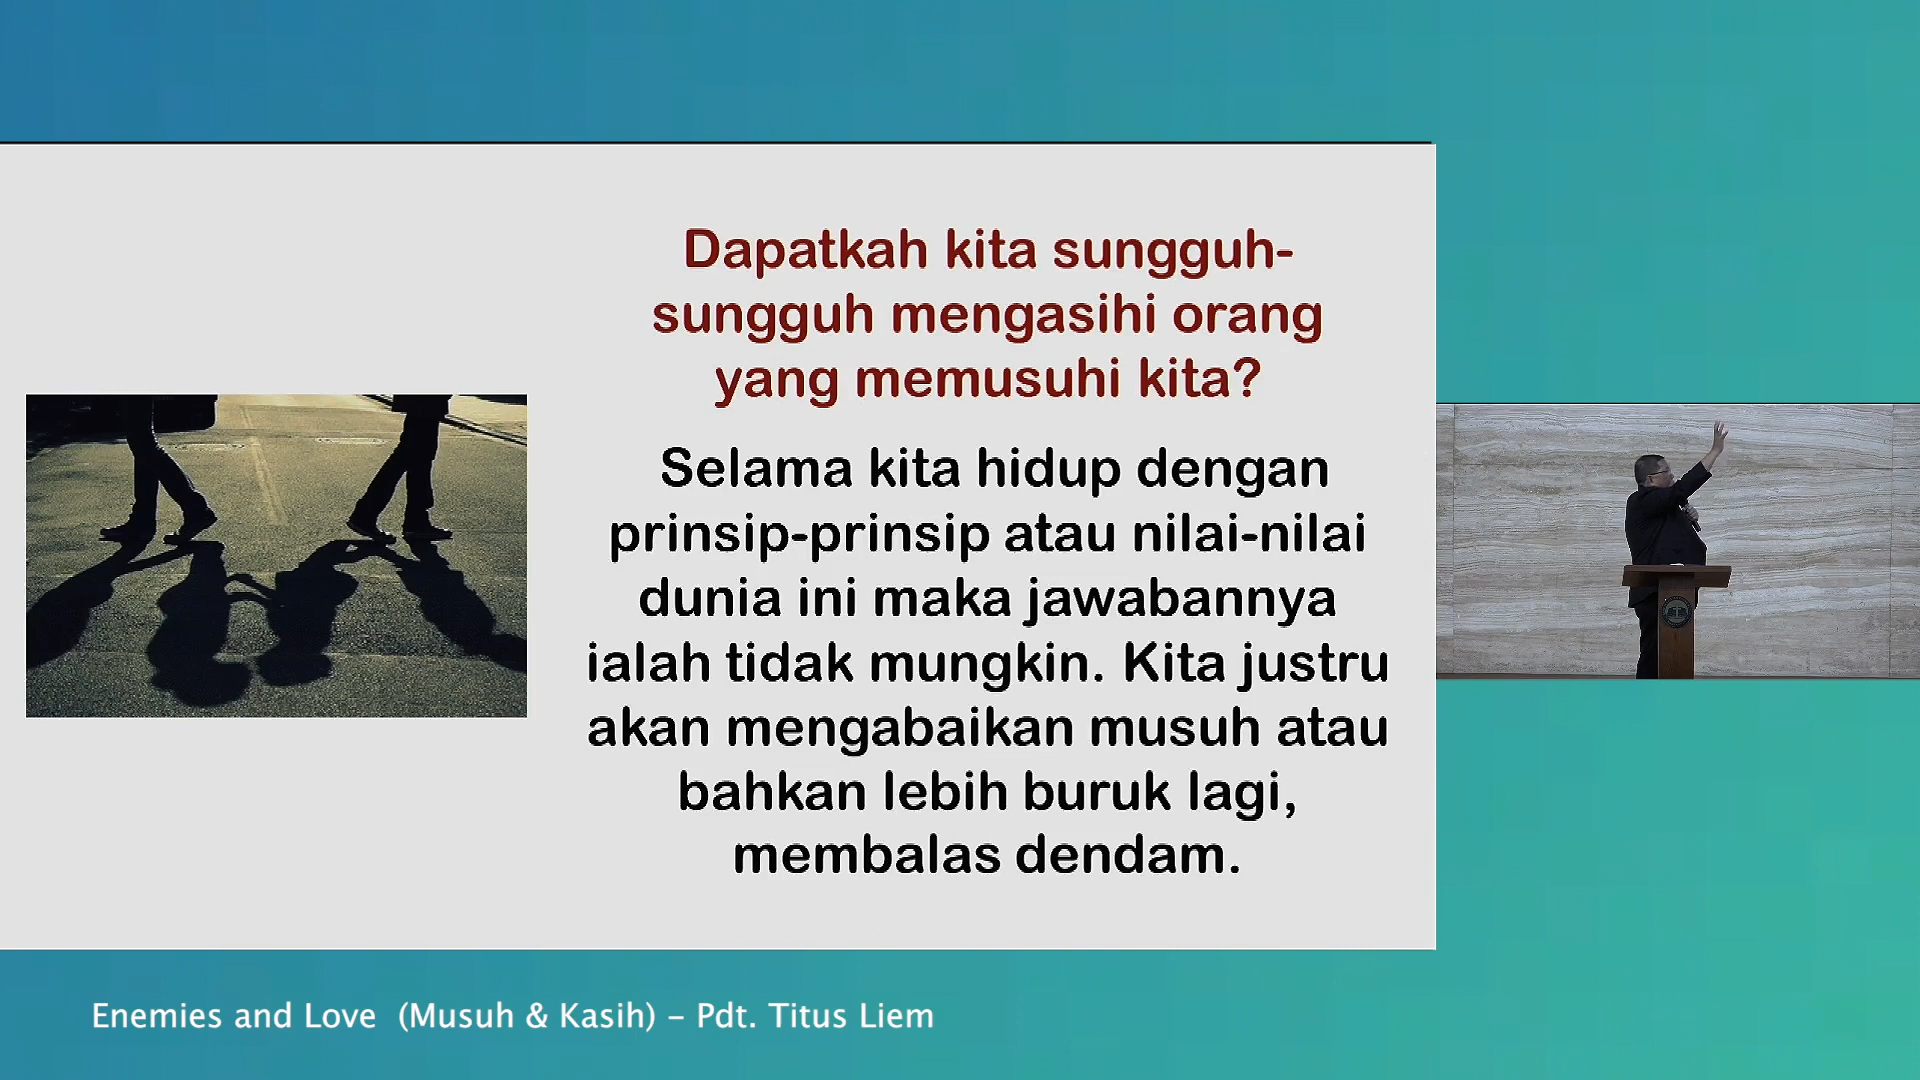 Dapatkah kita sungguh-
sungguh mengasihi orang
yang memusuhi kita?
Selama kita hidup dengan
prinsip-prinsip atau nilai-nilai
dunia ini maka jawabannya
ialah tidak mungkin. Kita justru
akan mengabaikan musuh atau
bahkan lebih buruk lagi,
membalas dendam.
Enemies and Love (Musuh & Kasih) – Pdt. Titus Liem